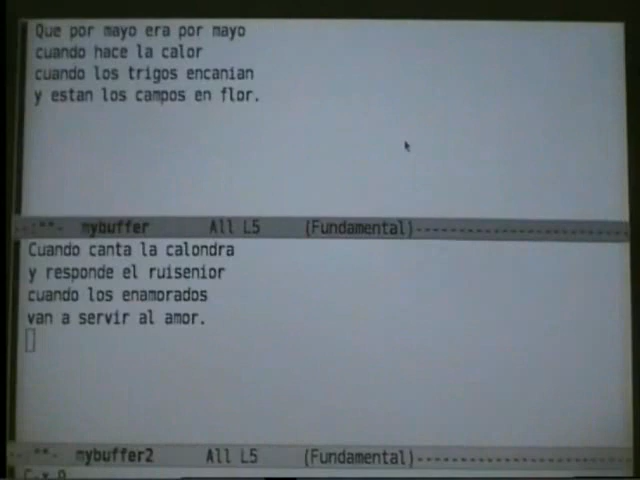 Que por mayo era por mayo
cuando hace la calor
cuando los trigos encanian
y estan los campos en flor.
-:**- mybuffer All L5 (Fundamental)----------------------
Cuando canta la calondra
y responde el ruisenior
cuando los enamorados
van a servir al amor.
-:**- mybuffer2 All L5 (Fundamental)----------------------